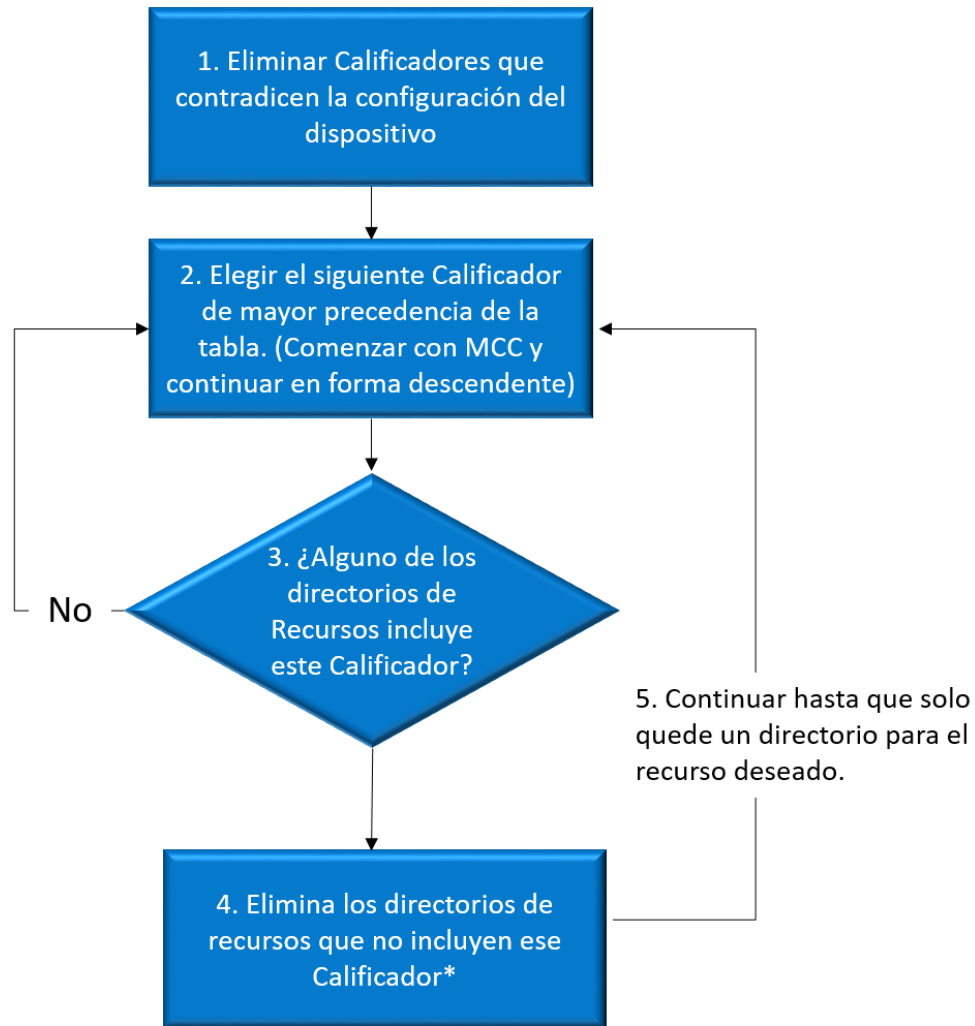 1. Eliminar Calificadores que
contradicen la configuración del
dispositivo
2. Elegir el siguiente Calificador
de mayor precedencia de la
tabla. (Comenzar con MCC y
continuar en forma descendente)
3. ¿Alguno de los
directorios de
Recursos incluye
este Calificador?
No
5. Continuar hasta que solo
quede un directorio para el
recurso deseado.
4. Elimina los directorios de
recursos que no incluyen ese
Calificador*